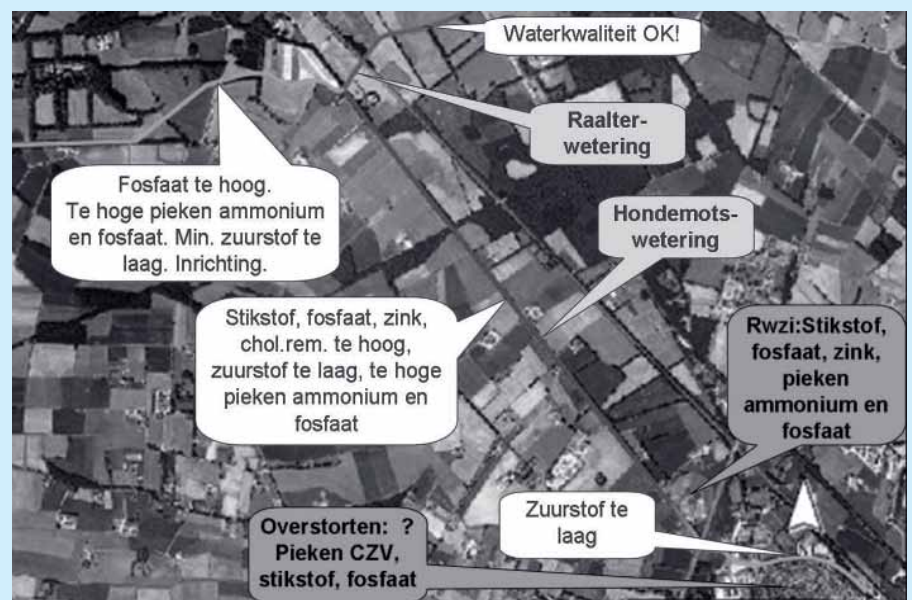 Waterkwaliteit OK!
Raalter-
wetering
Fosfaat te hoog.
Te hoge pieken ammonium
en fosfaat. Min. zuurstof te
laag. Inrichting.
Hondemots-
wetering
Stikstof, fosfaat, zink,
chol.rem. te hoog,
zuurstof te laag, te hoge
pieken ammonium en
fosfaat
Rwzi:Stikstof,
fosfaat, zink,
pieken
ammonium en
fosfaat
Zuurstof te
laag
Overstorten: ?
Pieken CZV,
stikstof, fosfaat